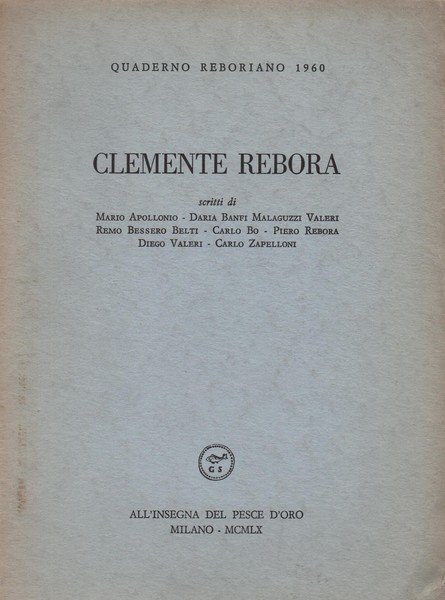 QUADERNO REBORIANO 1960
CLEMENTE REBORA
scritti di
MARIO APOLLONIO - DARIA BANFI MALAGUZZI VALERI
REMO BESSERO BELTI - CARLO BO - PIERO REBORA
DIEGO VALERI - CARLO ZAPELLONI
G S
ALL'INSEGNA DEL PESCE D'ORO
MILANO - MCMLX